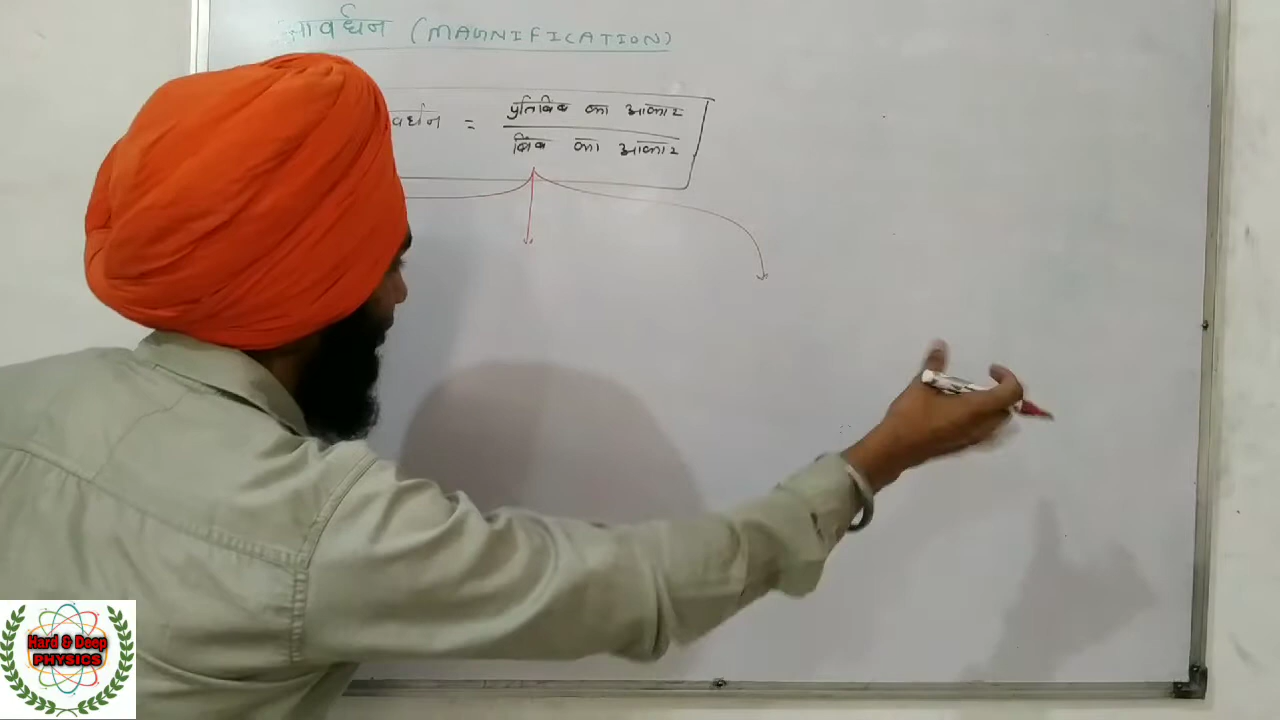 आवर्धन (MAGNIFICATION)
वर्धन = प्रतिबिंब का आकार
बिंब का आकार
Hard & Deep
PHYSICS